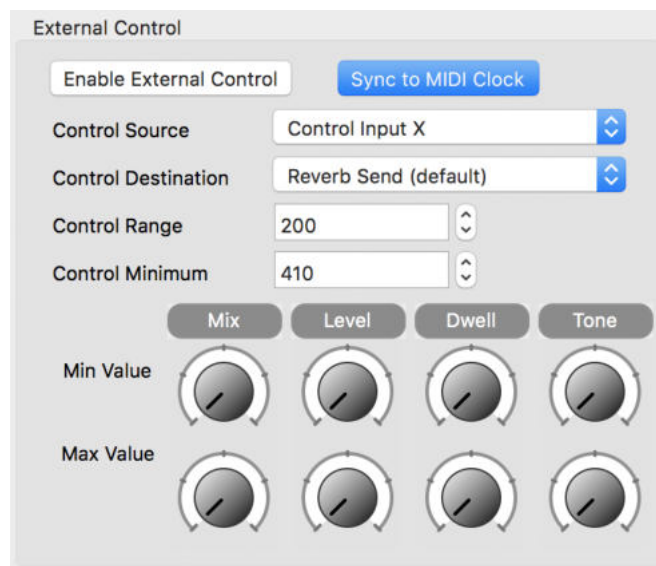 External Control
Enable External Control Sync to MIDI Clock
Control Source Control Input X
Control Destination Reverb Send (default)
Control Range 200
Control Minimum 410
Mix Level Dwell Tone
Min Value
Max Value